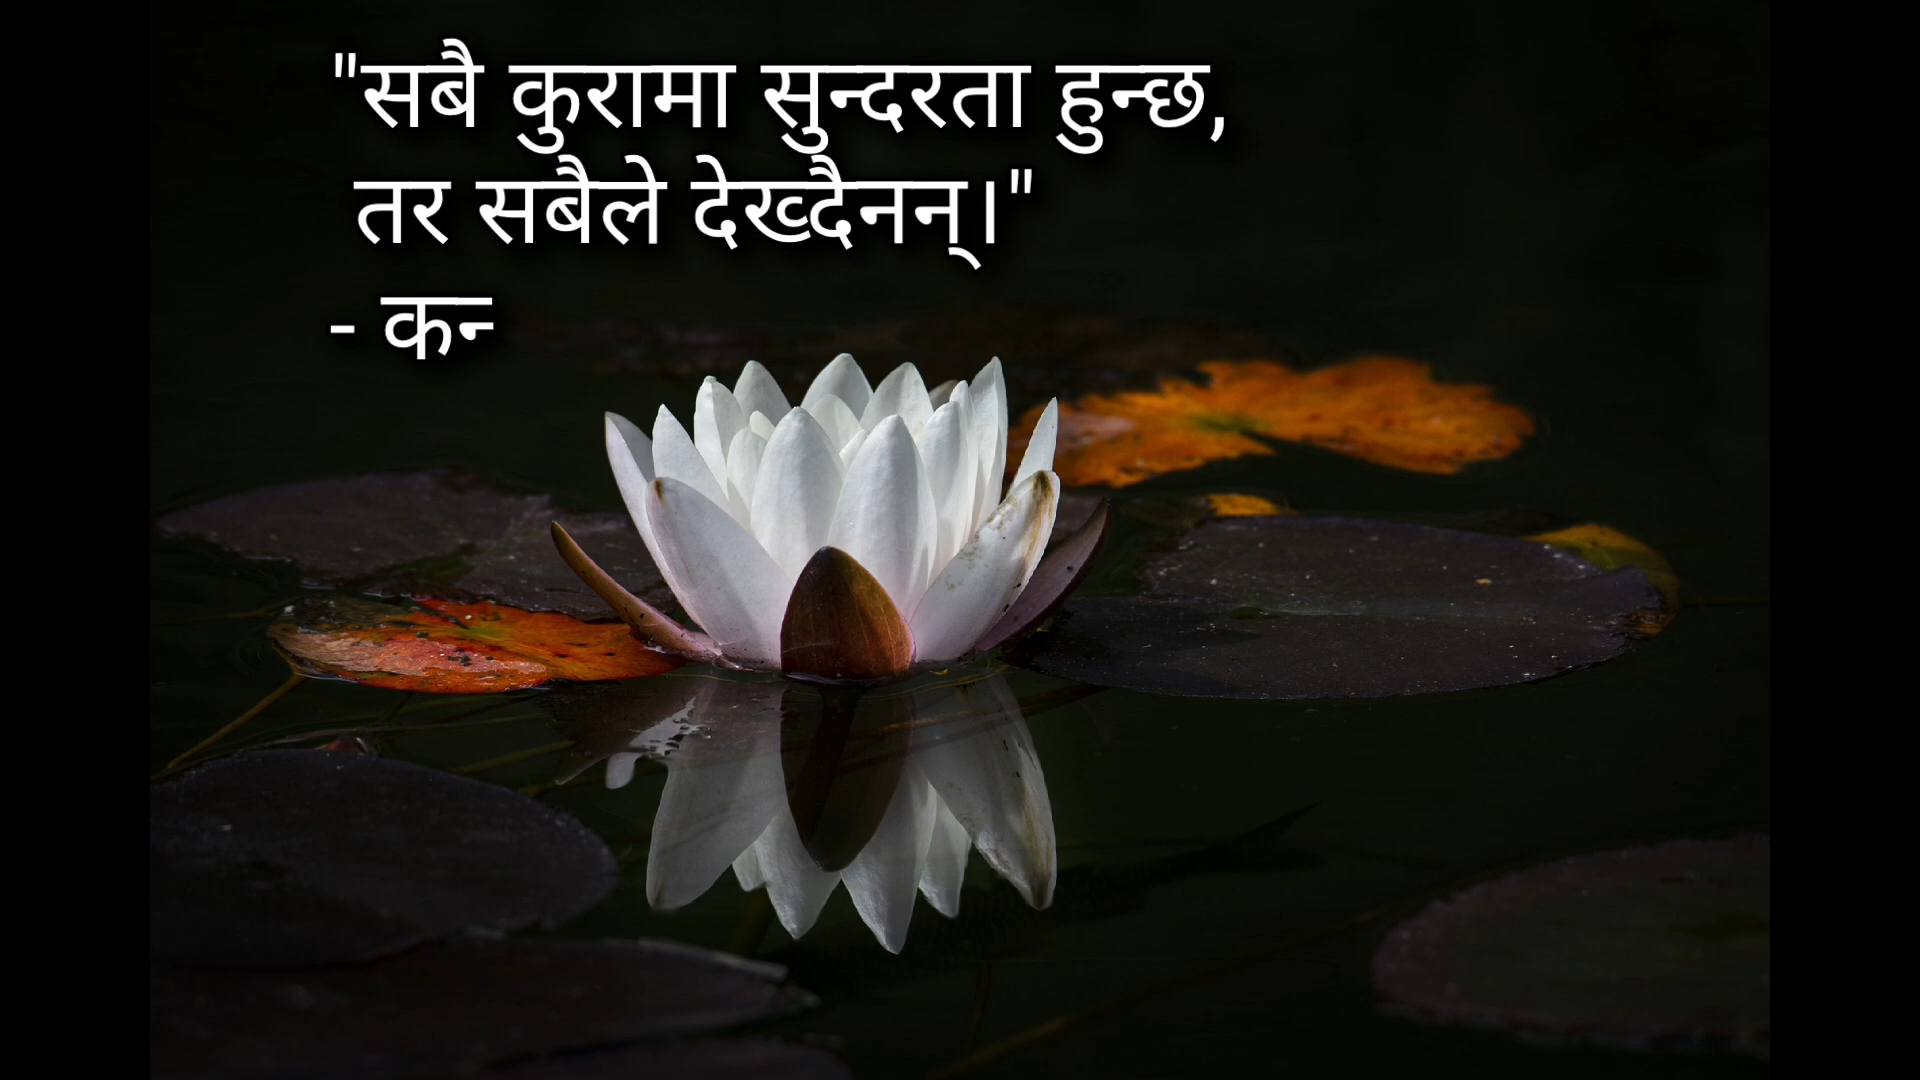 "सबै कुरामा सुन्दरता हुन्छ,
तर सबैले देख्दैनन्।"
- कन्